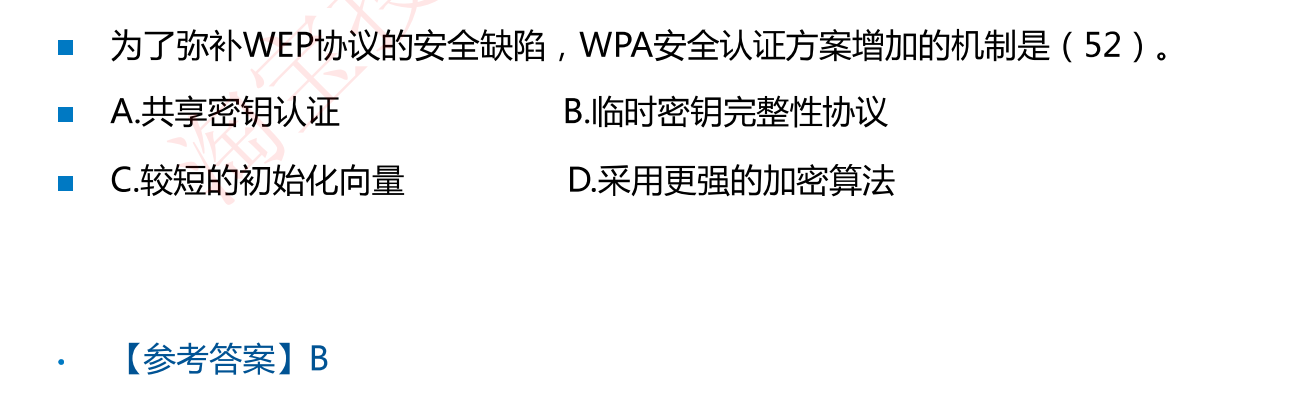 为了弥补WEP协议的安全缺陷，WPA安全认证方案增加的机制是（52）。
A.共享密钥认证 B.临时密钥完整性协议
C.较短的初始化向量 D.采用更强的加密算法
【参考答案】B
淘宝搜